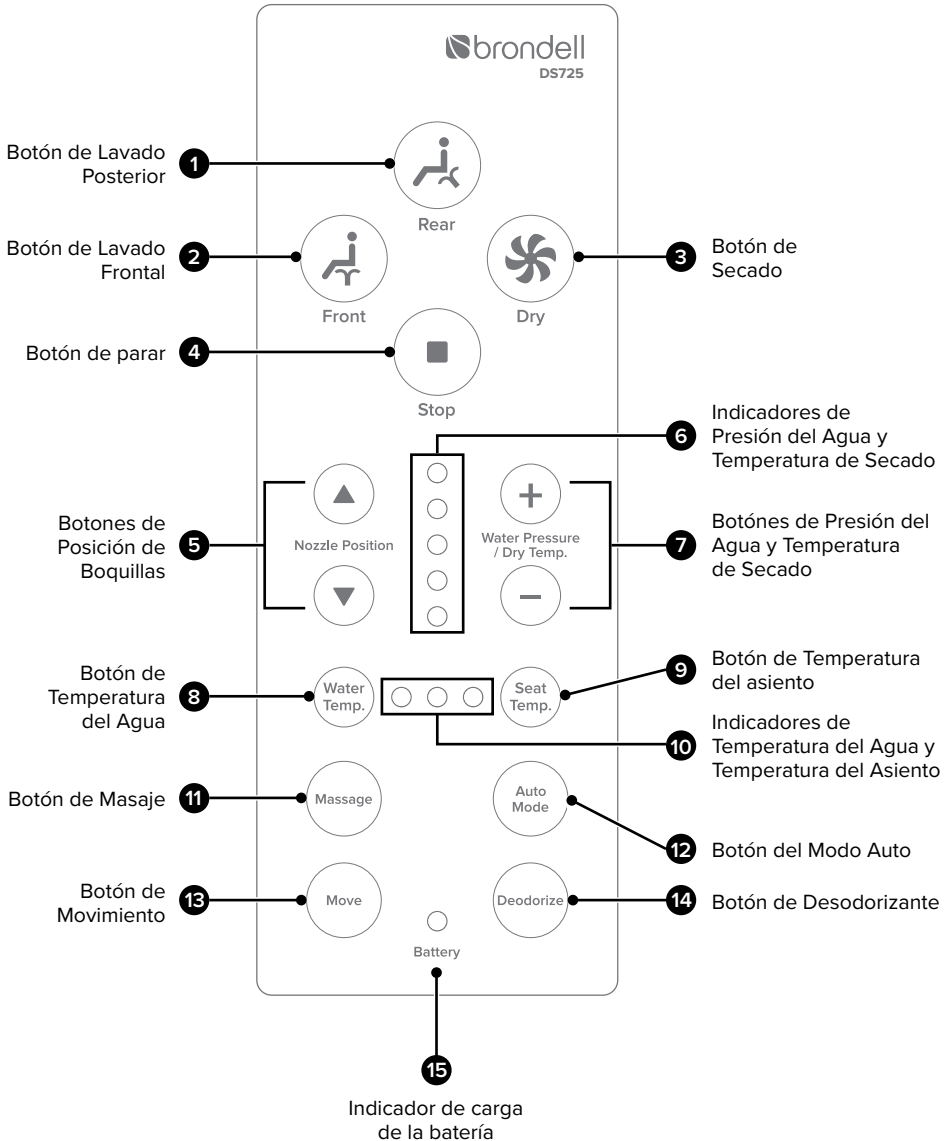 brondell
DS725
Botón de Lavado
Posterior
1
Rear
Botón de Lavado
Frontal
2
Front
3
Botón de
Secado
Dry
Botón de parar
4
Stop
6
Indicadores de
Presión del Agua y
Temperatura de Secado
Botones de
Posición de
Boquillas
5
Nozzle Position
+
Water Pressure
/ Dry Temp.
−
7
Botónes de Presión del
Agua y Temperatura
de Secado
Botón de
Temperatura
del Agua
8
Water
Temp.
Seat
Temp.
9
Botón de Temperatura
del asiento
10
Indicadores de
Temperatura del Agua y
Temperatura del Asiento
Botón de Masaje
11
Massage
Auto
Mode
12
Botón del Modo Auto
Botón de
Movimiento
13
Move
Deodorize
14
Botón de Desodorizante
Battery
15
Indicador de carga
de la batería